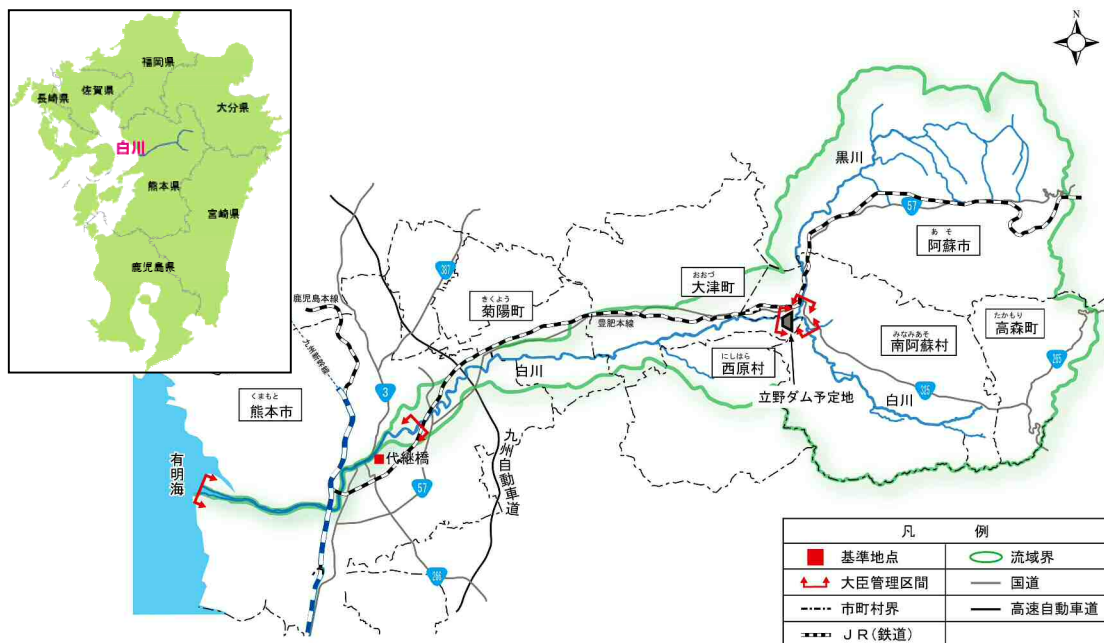 福岡県
佐賀県
長崎県
大分県
白川
熊本県
宮崎県
鹿児島県
N
黒川
57
あそ
阿蘇市
おおづ
大津町
387
きくよう
菊陽町
鹿児島本線
豊肥本線
九州新幹線
たかもり
高森町
みなみあそ
南阿蘇村
にしはら
西原村
白川
立野ダム予定地
325
白川
3
くまもと
熊本市
代継橋
九州自動車道
57
有明海
266
凡 例
基準地点
流域界
大臣管理区間
国道
市町村界
高速自動車道
JR(鉄道)